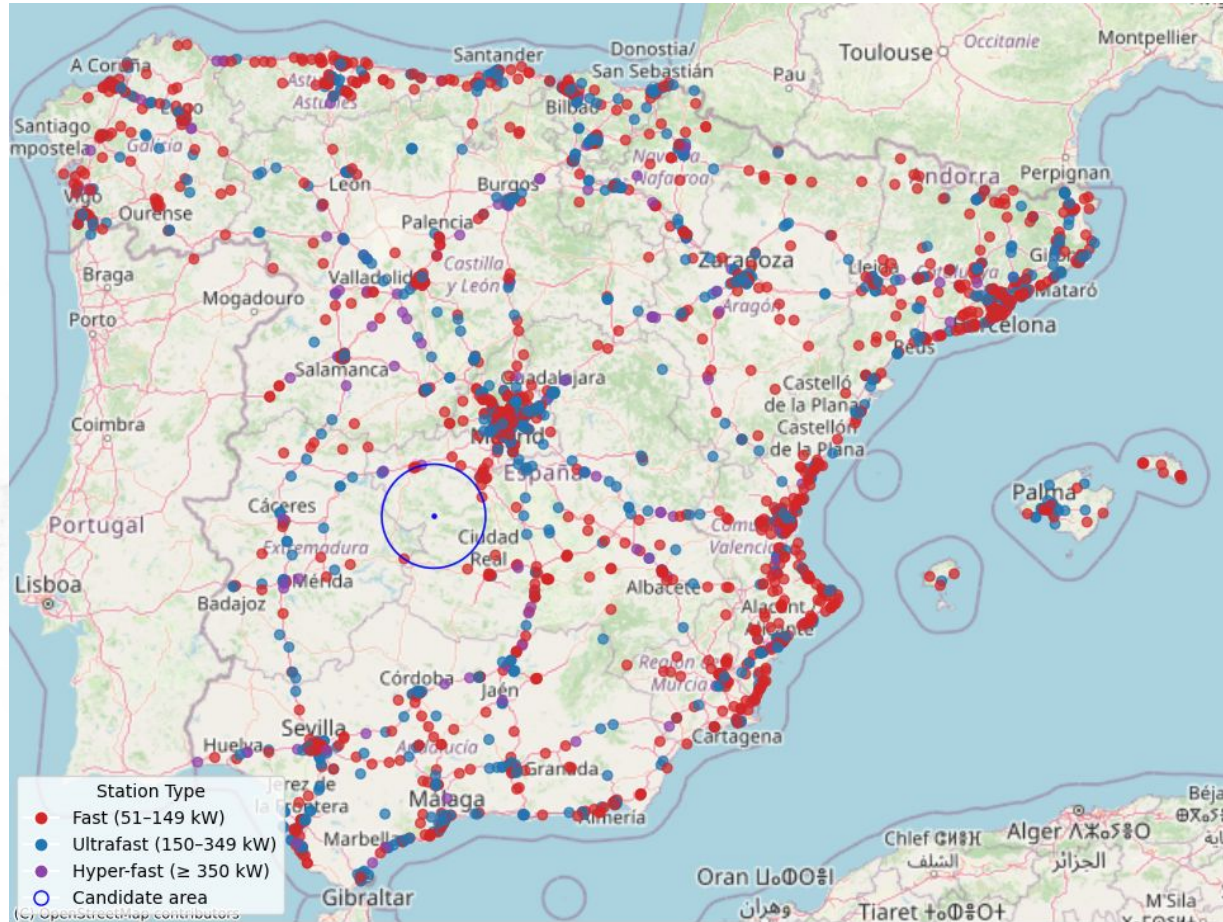 Toulouse
Occitanie
Montpellier
A Coruña
Santander
Donostia/
San Sebastián
Pau
Lugo
Bilbao
Santiago
mpostela
Galicia
Asturies
León
Burgos
Navarra
Nafarroa
Andorra
Perpignan
Vigo
Ourense
Palencia
Braga
Mogadouro
Valladolid
Castilla
y León
Zaragoza
Aragón
Lleida
Catalunya
Mataró
Porto
Barcelona
Reus
Salamanca
Guadalajara
Castelló
de la Plana
Castellón
de la Plana
Coimbra
Madrid
España
Palma
Cáceres
Portugal
Extremadura
Ciudad
Real
Valencia
Lisboa
Badajoz
Mérida
Albacete
Alacant /
Alicante
Región de
Murcia
Córdoba
Jaén
Cartagena
Huelva
Sevilla
Andalucía
Granada
Jerez de
la Frontera
Málaga
Almería
Marbella
Gibraltar
Station Type
Fast (51–149 kW)
Ultrafast (150–349 kW)
Hyper-fast (≥ 350 kW)
Candidate area
(C) OpenStreetMap contributors
Alger
الجزائر
Chlef
الشلف
Oran
وهران
Tiaret
Béja
M'Sila